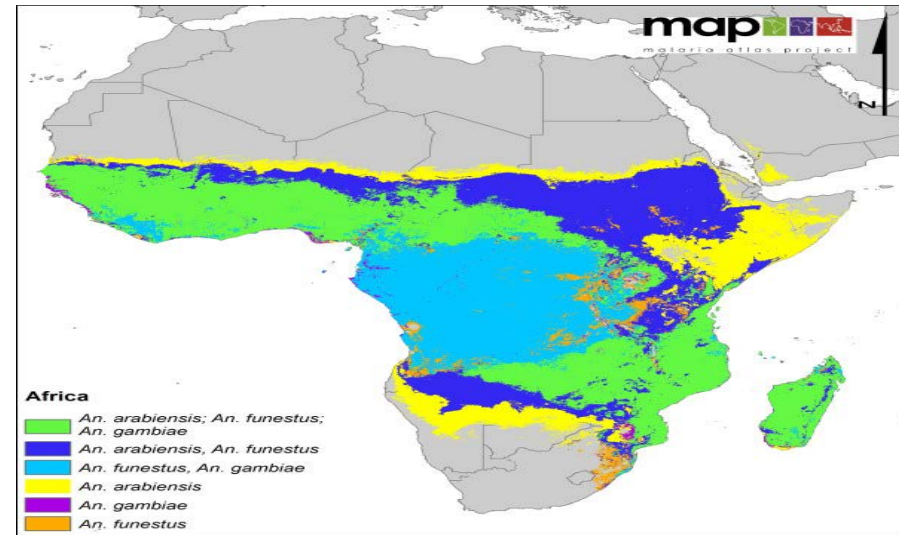 map
malaria atlas project
N
Africa
An. arabiensis; An. funestus;
An. gambiae
An. arabiensis, An. funestus
An. funestus, An. gambiae
An. arabiensis
An. gambiae
An. funestus